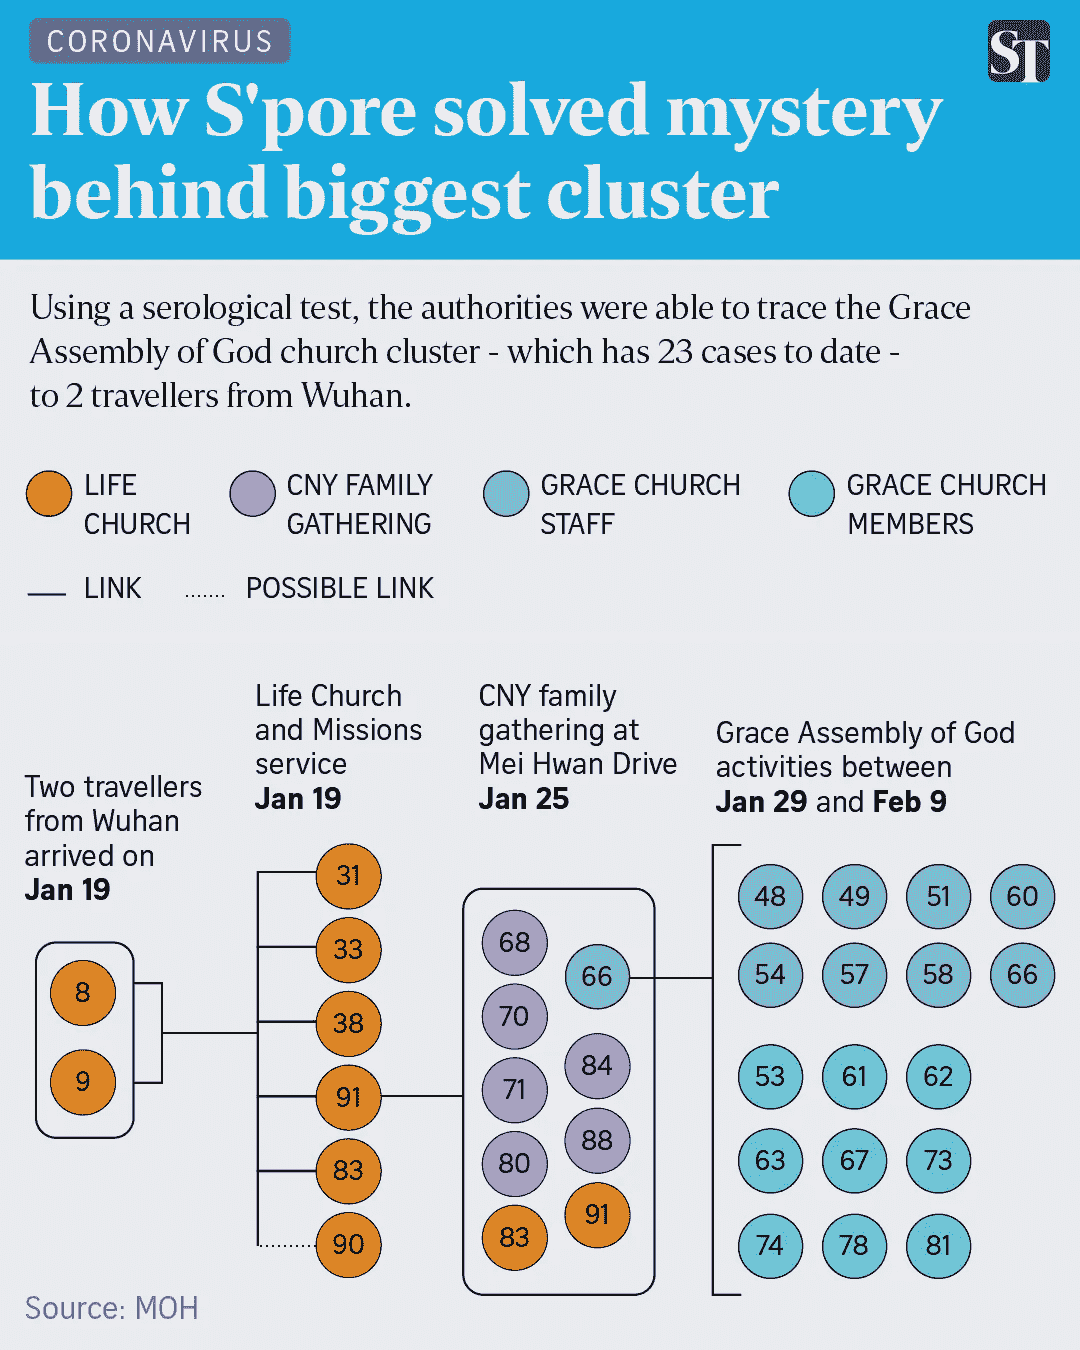 CORONAVIRUS
ST
How S'pore solved mystery
behind biggest cluster
Using a serological test, the authorities were able to trace the Grace
Assembly of God church cluster - which has 23 cases to date -
to 2 travellers from Wuhan.
LIFE
CHURCH
CNY FAMILY
GATHERING
GRACE CHURCH
STAFF
GRACE CHURCH
MEMBERS
LINK
POSSIBLE LINK
Two travellers
from Wuhan
arrived on
Jan 19
8
9
Life Church
and Missions
service
Jan 19
31
33
38
91
83
90
CNY family
gathering at
Mei Hwan Drive
Jan 25
68
66
70
84
71
88
80
91
83
Grace Assembly of God
activities between
Jan 29 and Feb 9
48 49 51 60
54 57 58 66
53 61 62
63 67 73
74 78 81
Source: MOH